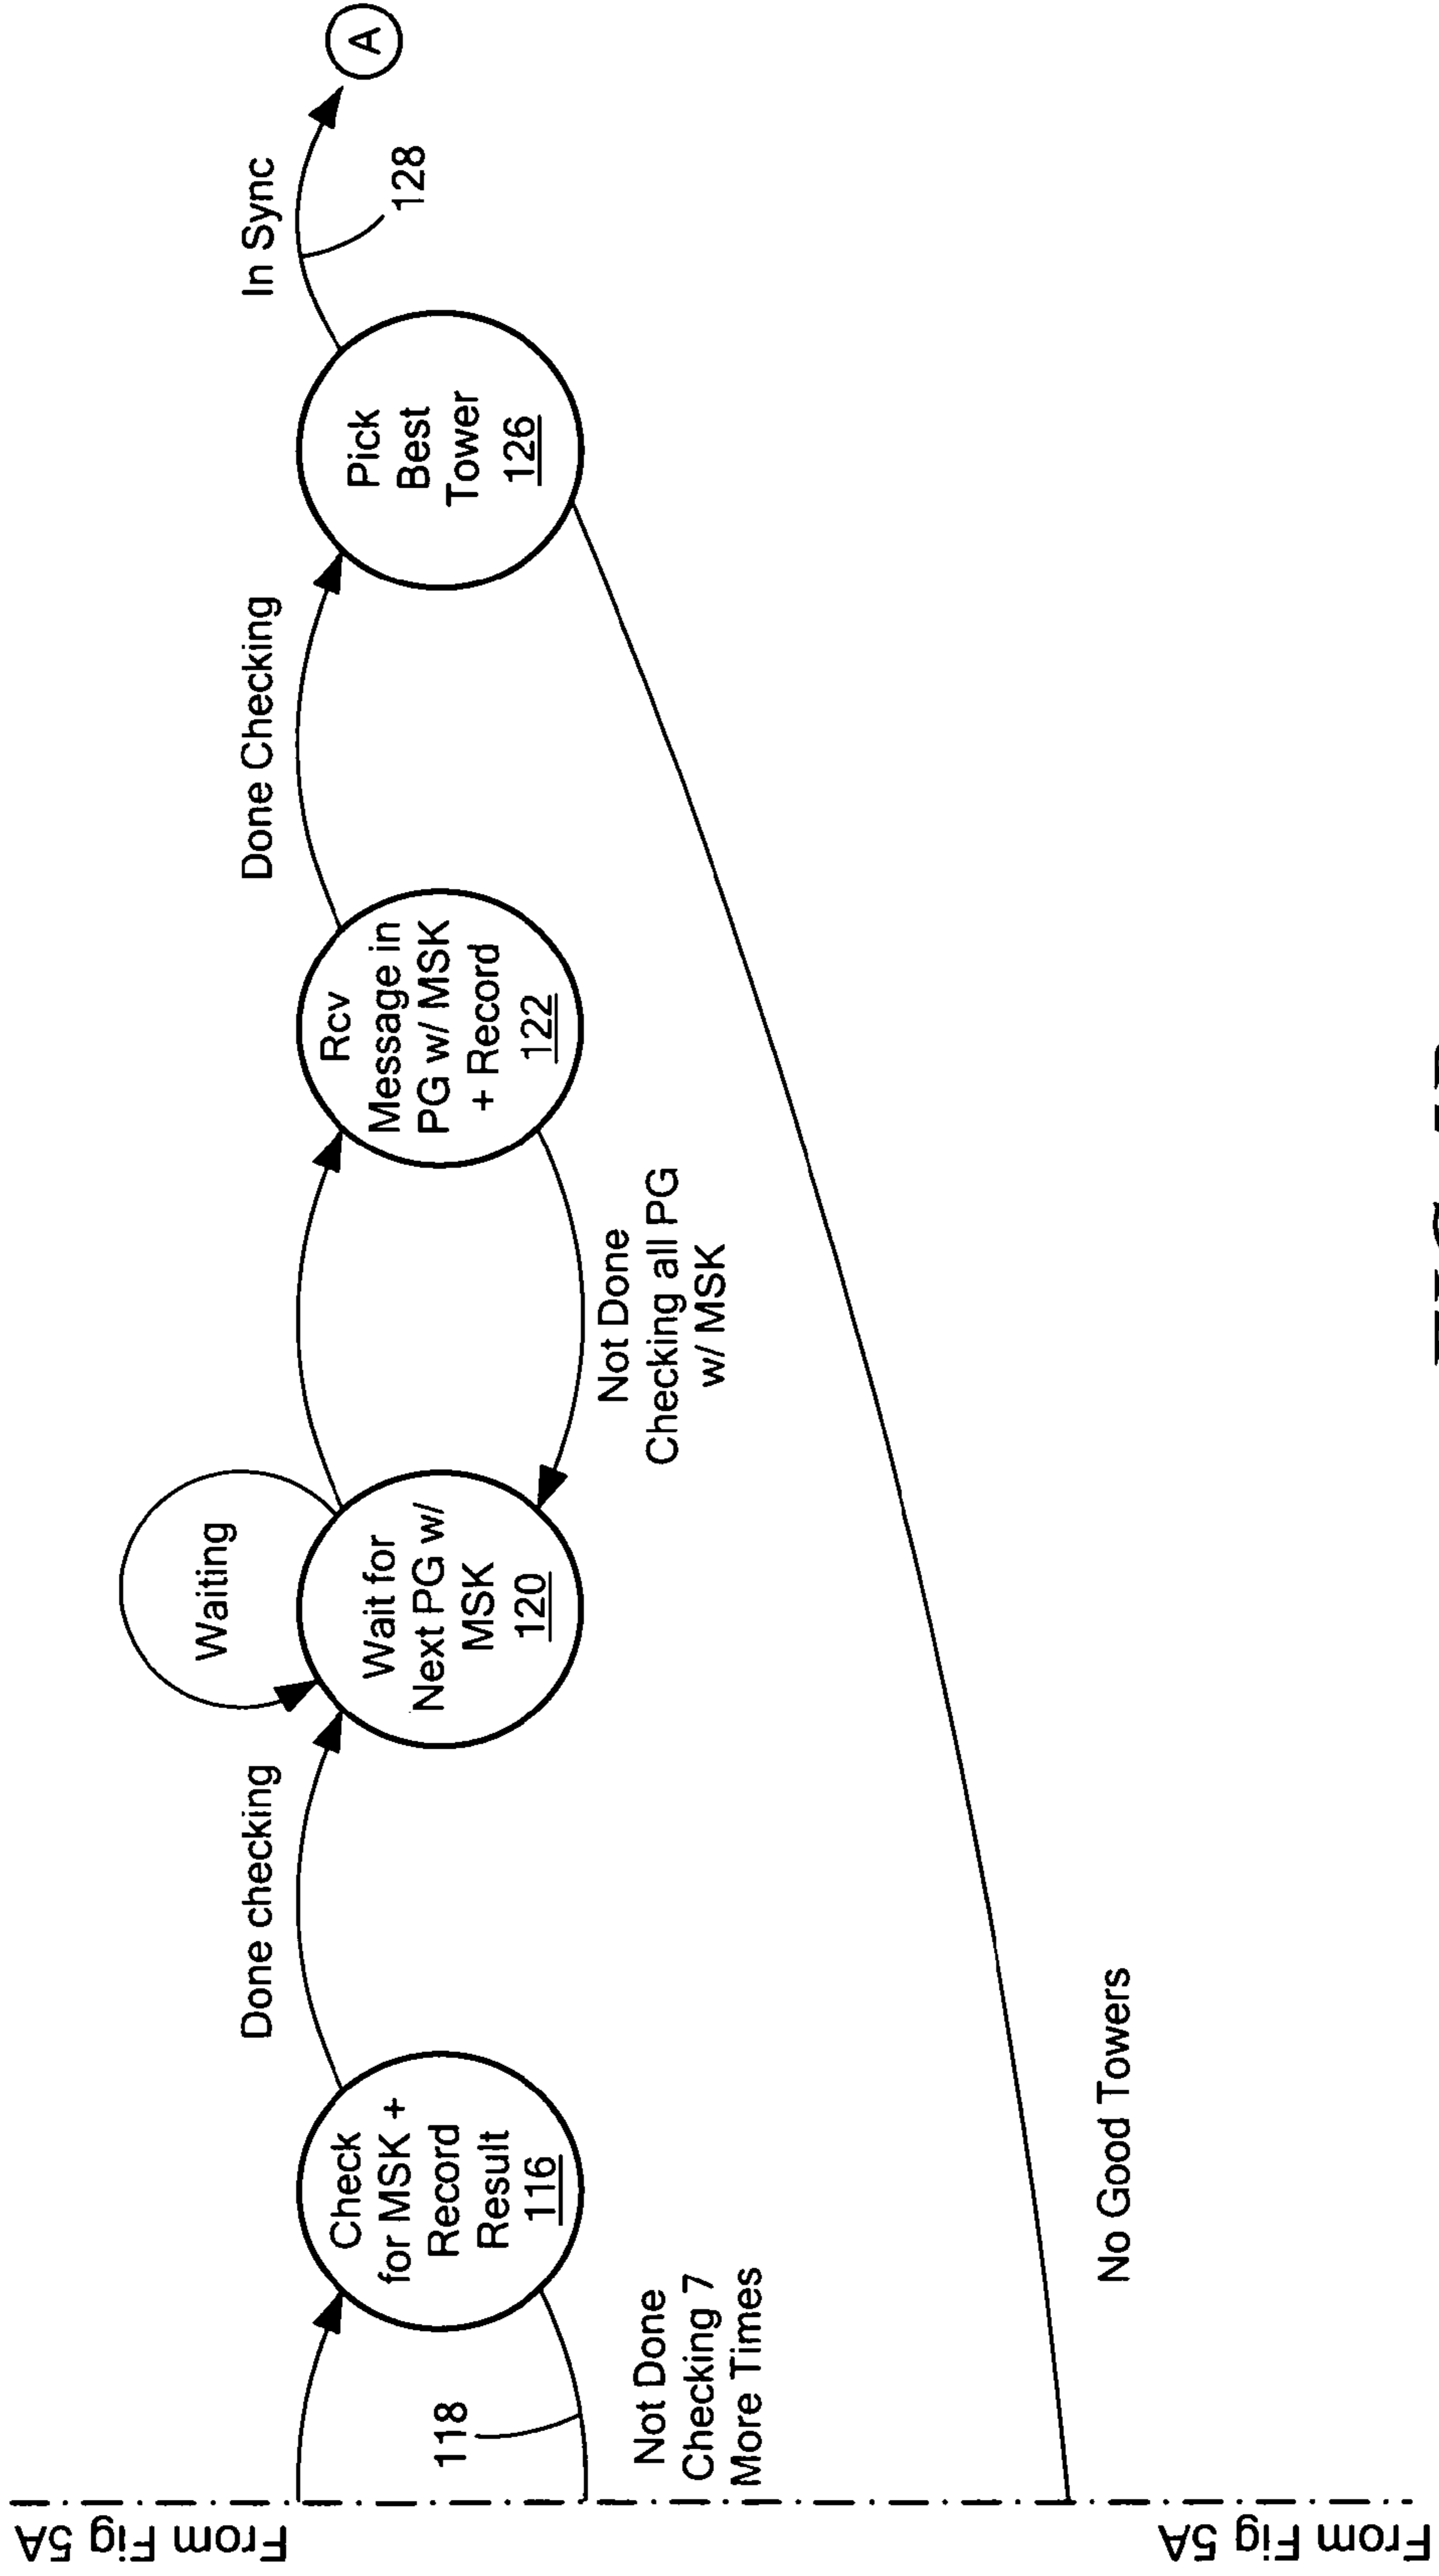 From Fig 5A
From Fig 5A
118
Not Done
Checking 7
More Times
Check
for MSK +
Record
Result
116
Done checking
No Good Towers
Waiting
Wait for
Next PG w/
MSK
120
Not Done
Checking all PG
w/ MSK
Rcv
Message in
PG w/ MSK
+ Record
122
Done Checking
Pick
Best
Tower
126
In Sync
128
A